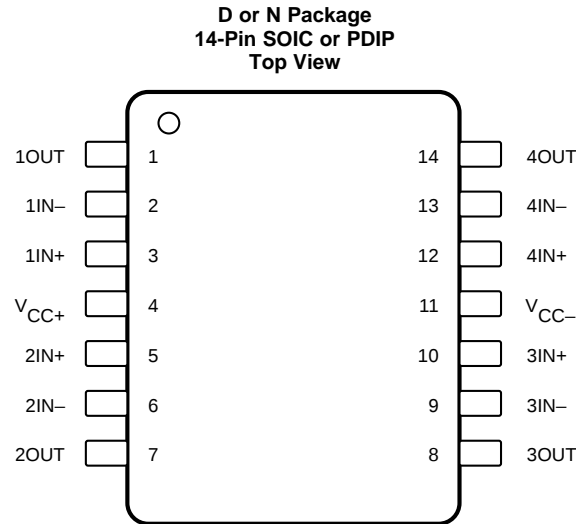 D or N Package
14-Pin SOIC or PDIP
Top View
1OUT 1 14 4OUT
1IN– 2 13 4IN–
1IN+ 3 12 4IN+
VCC+ 4 11 VCC–
2IN+ 5 10 3IN+
2IN– 6 9 3IN–
2OUT 7 8 3OUT